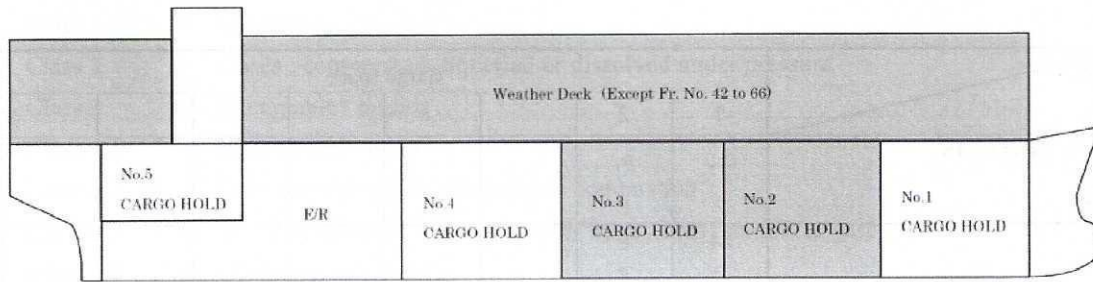 Weather Deck (Except Fr. No. 42 to 66)
No.5
CARGO HOLD
E/R
No.4
CARGO HOLD
No.3
CARGO HOLD
No.2
CARGO HOLD
No.1
CARGO HOLD